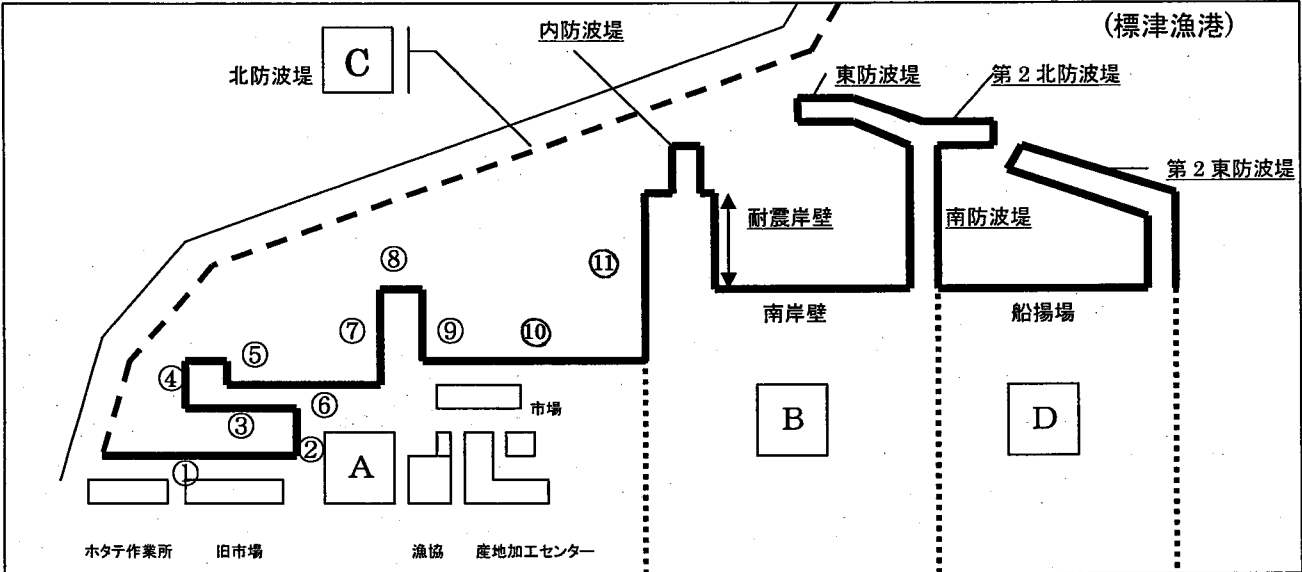 (標津漁港)
内防波堤
北防波堤
C
東防波堤
第2北防波堤
第2東防波堤
耐震岸壁
南防波堤
⑧
⑪
⑦
⑨
⑩
南岸壁
船揚場
⑤
④
⑥
③
②
①
市場
A
B
D
ホタテ作業所
旧市場
漁協
産地加工センター